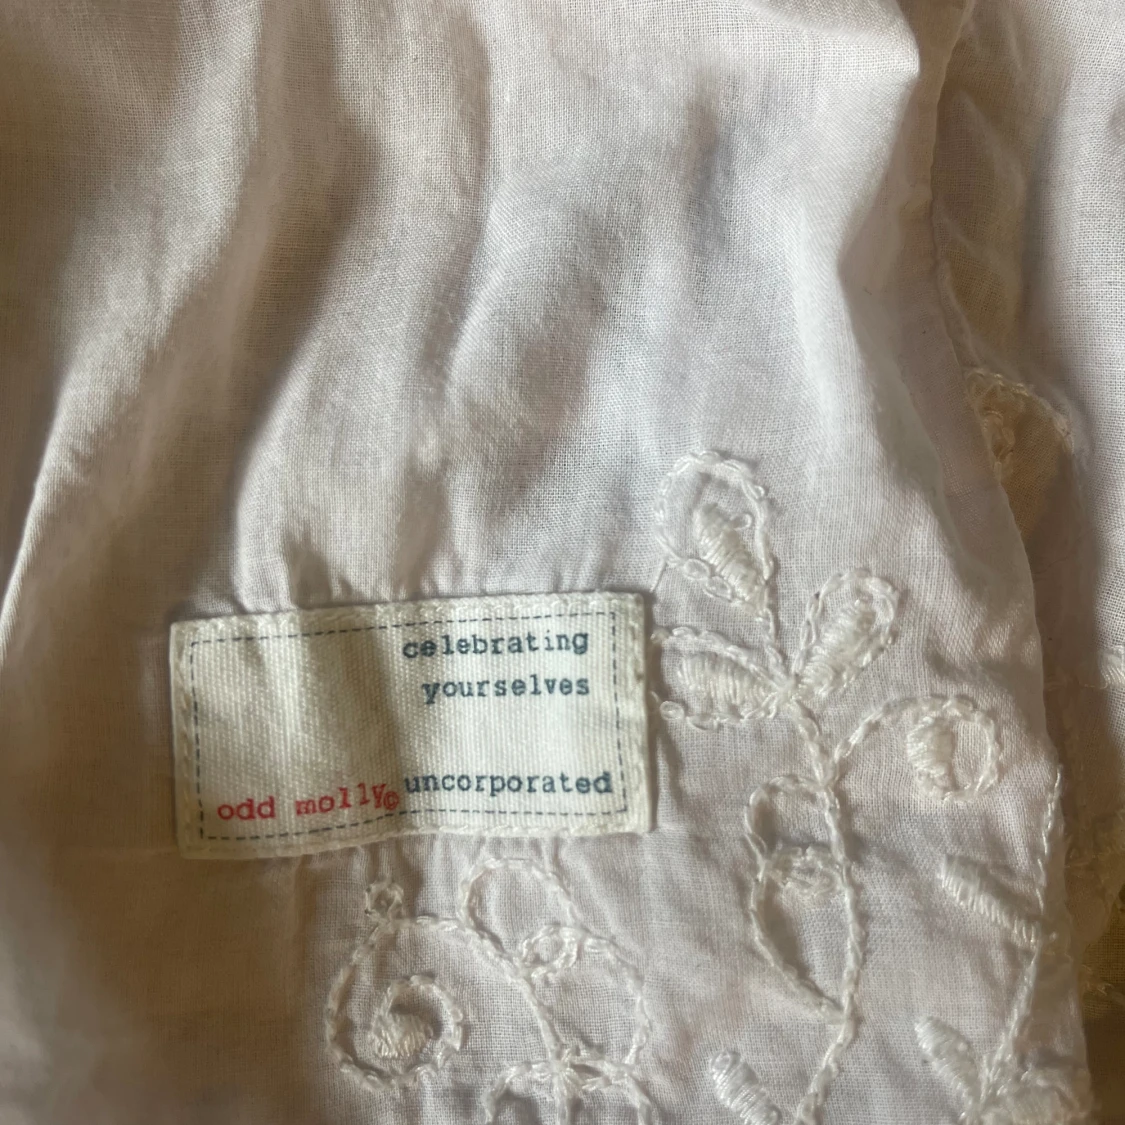 celebrating
yourselves
odd molly© uncorporated